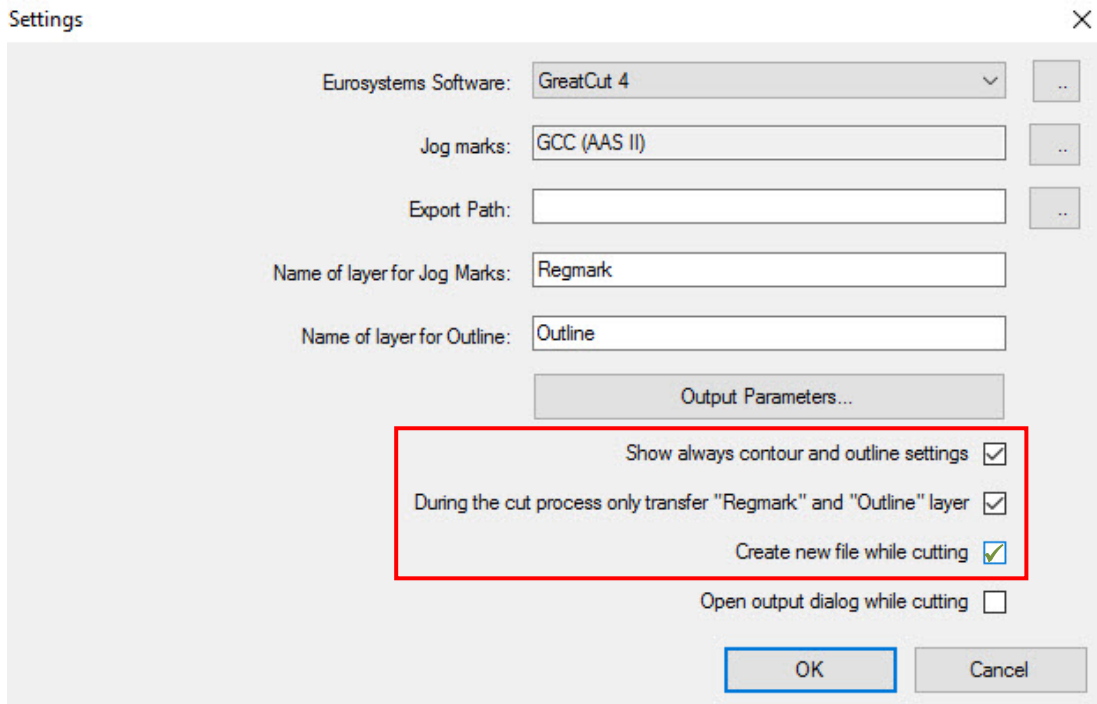 Settings
Eurosystems Software: GreatCut 4 ..
Jog marks: GCC (AAS II) ..
Export Path: ..
Name of layer for Jog Marks: Regmark
Name of layer for Outline: Outline
Output Parameters...
Show always contour and outline settings
During the cut process only transfer "Regmark" and "Outline" layer
Create new file while cutting
Open output dialog while cutting
OK Cancel